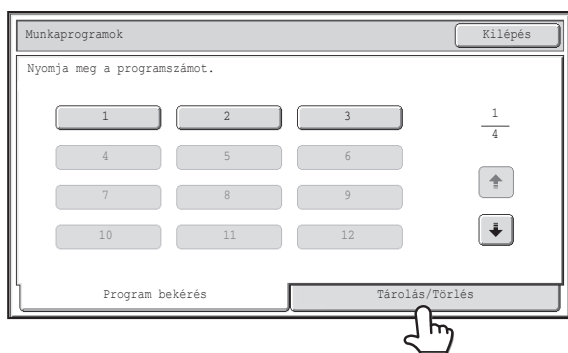 Munkaprogramok Kilépés
Nyomja meg a programszámot.
1 2 3
1
4
4 5 6
7 8 9
10 11 12
Program bekérés Tárolás/Törlés